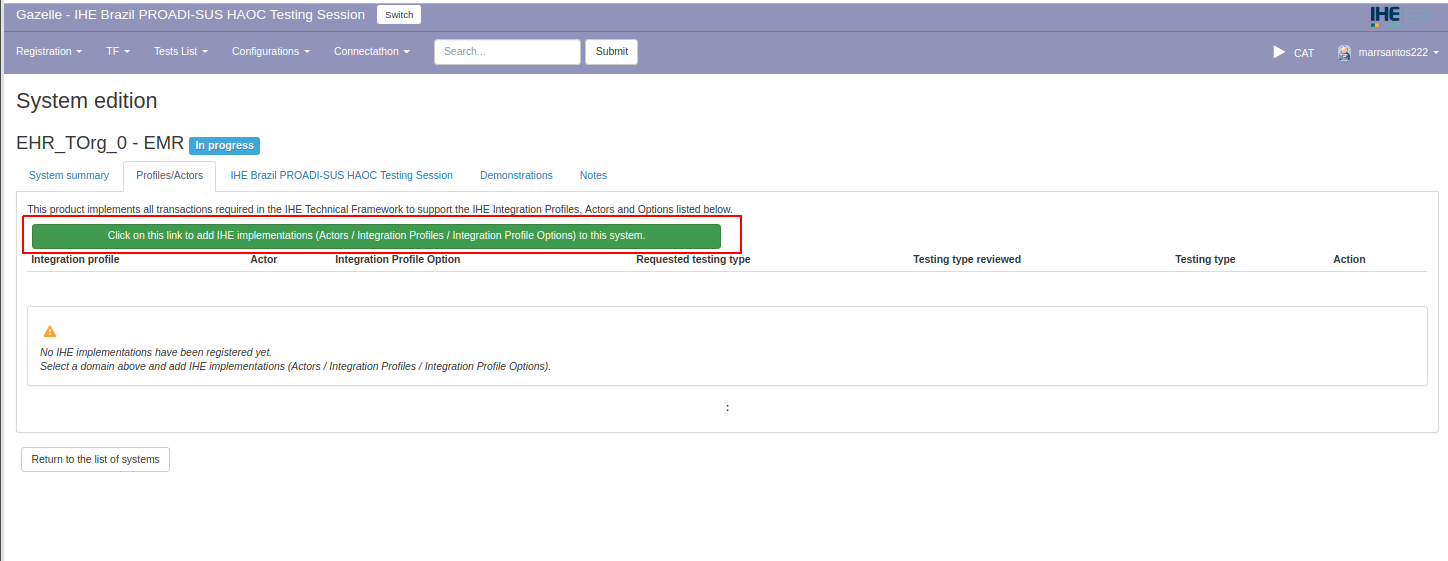 Gazelle - IHE Brazil PROADI-SUS HAOC Testing Session Switch
IHE
Registration TF Tests List Configurations Connectathon Search... Submit CAT marrsantos222
System edition
EHR_TOrg_0 - EMR In progress
System summary Profiles/Actors IHE Brazil PROADI-SUS HAOC Testing Session Demonstrations Notes
This product implements all transactions required in the IHE Technical Framework to support the IHE Integration Profiles, Actors and Options listed below.
Click on this link to add IHE implementations (Actors / Integration Profiles / Integration Profile Options) to this system.
Integration profile Actor Integration Profile Option Requested testing type Testing type reviewed Testing type Action
No IHE implementations have been registered yet.
Select a domain above and add IHE implementations (Actors / Integration Profiles / Integration Profile Options).
:
Return to the list of systems